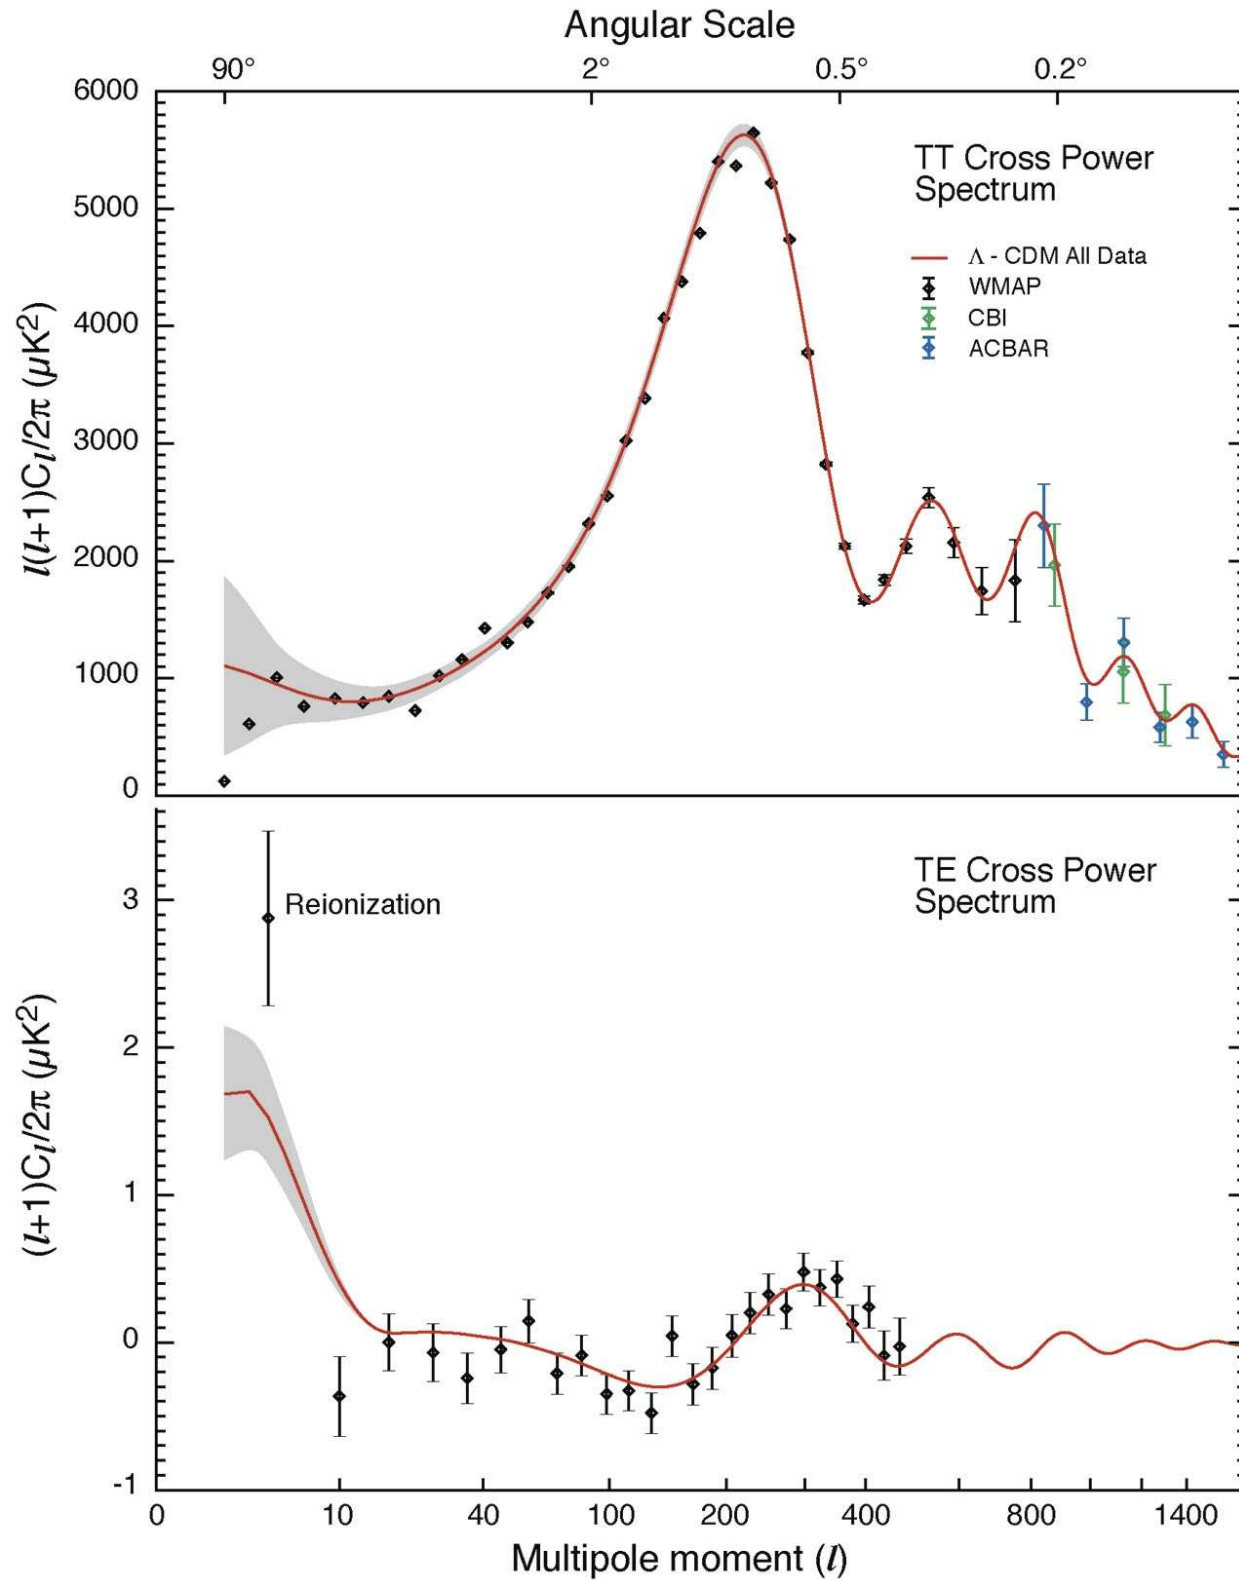 Angular Scale
90° 2° 0.5° 0.2°
6000
5000
4000
3000
2000
1000
0
l(l+1)Cl/2π (μK²)
TT Cross Power
Spectrum
Λ - CDM All Data
WMAP
CBI
ACBAR
3
2
1
0
-1
(l+1)Cl/2π (μK²)
Reionization
TE Cross Power
Spectrum
0 10 40 100 200 400 800 1400
Multipole moment (l)